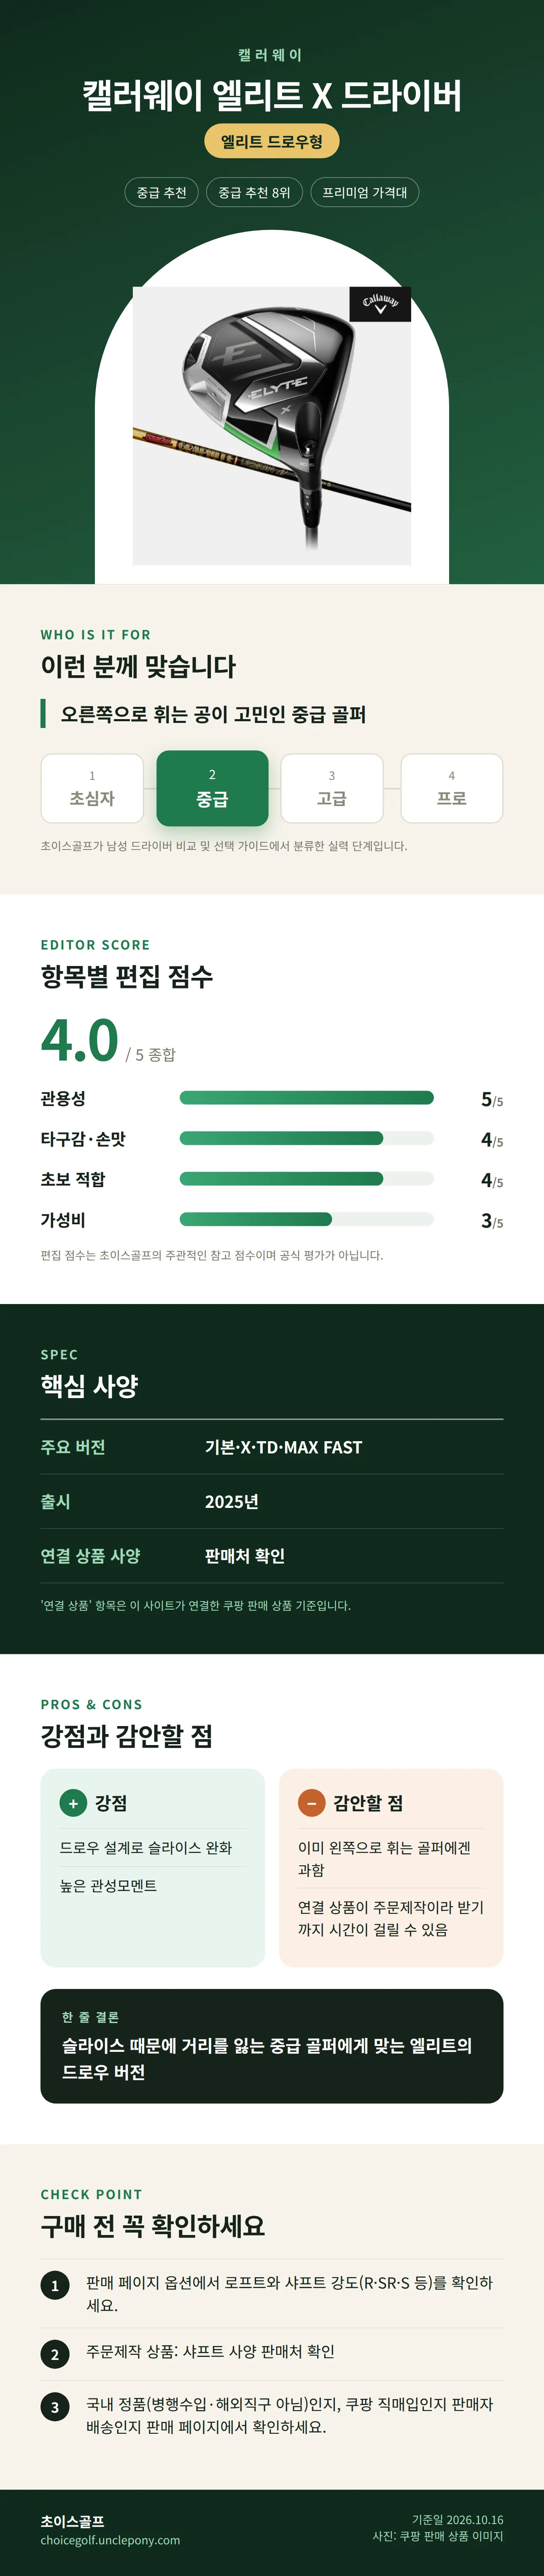 캘러웨이
캘러웨이 엘리트 X 드라이버
엘리트 드로우형
중급 추천
중급 추천 8위
프리미엄 가격대
Callaway
ELYTE
X
WHO IS IT FOR
이런 분께 맞습니다
오른쪽으로 휘는 공이 고민인 중급 골퍼
1
초심자
2
중급
3
고급
4
프로
초이스골프가 남성 드라이버 비교 및 선택 가이드에서 분류한 실력 단계입니다.
EDITOR SCORE
항목별 편집 점수
4.0 / 5 종합
관용성 5/5
타구감·손맛 4/5
초보 적합 4/5
가성비 3/5
편집 점수는 초이스골프의 주관적인 참고 점수이며 공식 평가가 아닙니다.
SPEC
핵심 사양
주요 버전 기본·X·TD·MAX FAST
출시 2025년
연결 상품 사양 판매처 확인
'연결 상품' 항목은 이 사이트가 연결한 쿠팡 판매 상품 기준입니다.
PROS & CONS
강점과 감안할 점
+ 강점
드로우 설계로 슬라이스 완화
높은 관성모멘트
− 감안할 점
이미 왼쪽으로 휘는 골퍼에겐
과함
연결 상품이 주문제작이라 받기
까지 시간이 걸릴 수 있음
한 줄 결론
슬라이스 때문에 거리를 잃는 중급 골퍼에게 맞는 엘리트의
드로우 버전
CHECK POINT
구매 전 꼭 확인하세요
1 판매 페이지 옵션에서 로프트와 샤프트 강도(R·SR·S 등)를 확인하
세요.
2 주문제작 상품: 샤프트 사양 판매처 확인
3 국내 정품(병행수입·해외직구 아님)인지, 쿠팡 직매입인지 판매자
배송인지 판매 페이지에서 확인하세요.
초이스골프
choicegolf.unclepony.com
기준일 2026.10.16
사진: 쿠팡 판매 상품 이미지